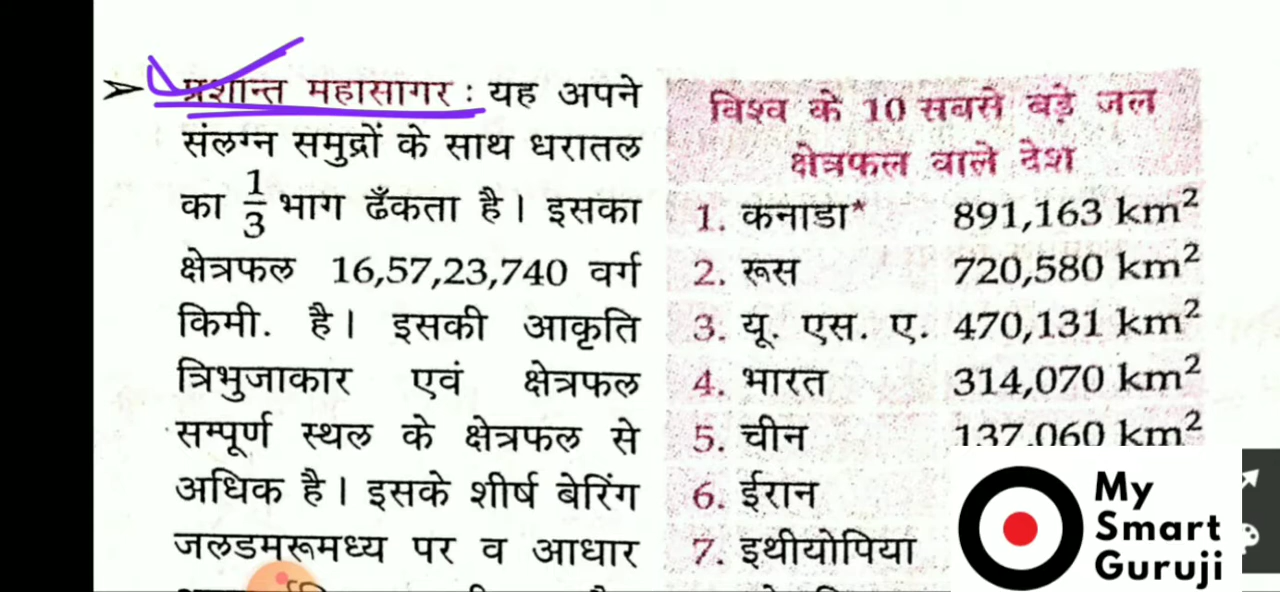 ➤ प्रशान्त महासागर : यह अपने
संलग्न समुद्रों के साथ धरातल
का 1/3 भाग ढँकता है। इसका
क्षेत्रफल 16,57,23,740 वर्ग
किमी. है। इसकी आकृति
त्रिभुजाकार एवं क्षेत्रफल
सम्पूर्ण स्थल के क्षेत्रफल से
अधिक है। इसके शीर्ष बेरिंग
जलडमरूमध्य पर व आधार
विश्व के 10 सबसे बड़े जल
क्षेत्रफल वाले देश
1. कनाडा* 891,163 km²
2. रूस 720,580 km²
3. यू. एस. ए. 470,131 km²
4. भारत 314,070 km²
5. चीन 137,060 km²
6. ईरान
7. इथीयोपिया
My
Smart
Guruji